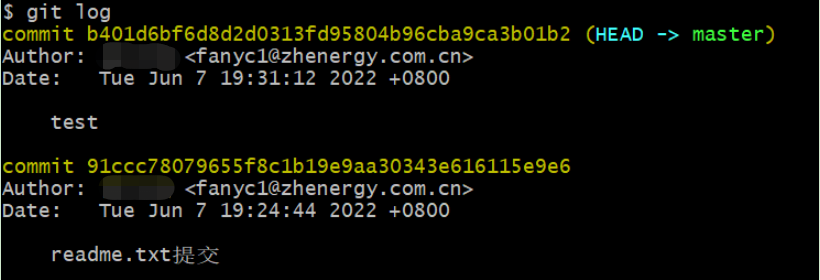 $ git log
commit b401d6bf6d8d2d0313fd95804b96cba9ca3b01b2 (HEAD -> master)
Author: <fanyc1@zhenergy.com.cn>
Date:   Tue Jun 7 19:31:12 2022 +0800
test
commit 91ccc78079655f8c1b19e9aa30343e616115e9e6
Author: <fanyc1@zhenergy.com.cn>
Date:   Tue Jun 7 19:24:44 2022 +0800
readme.txt提交